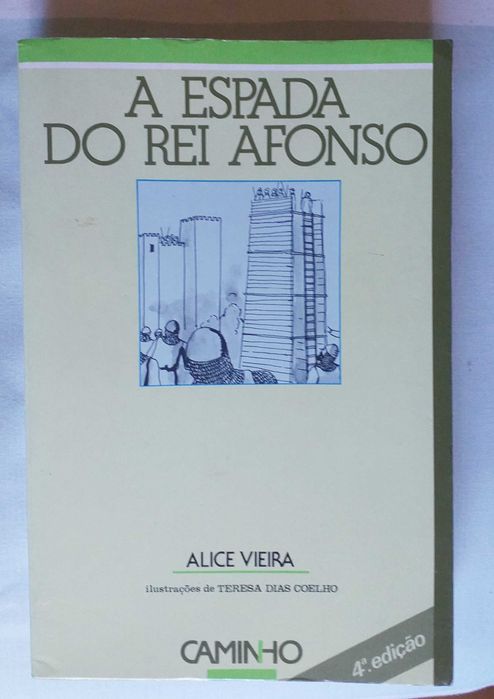 A ESPADA
DO REI AFONSO
ALICE VIEIRA
ilustrações de TERESA DIAS COELHO
CAMINHO
4ª. edição